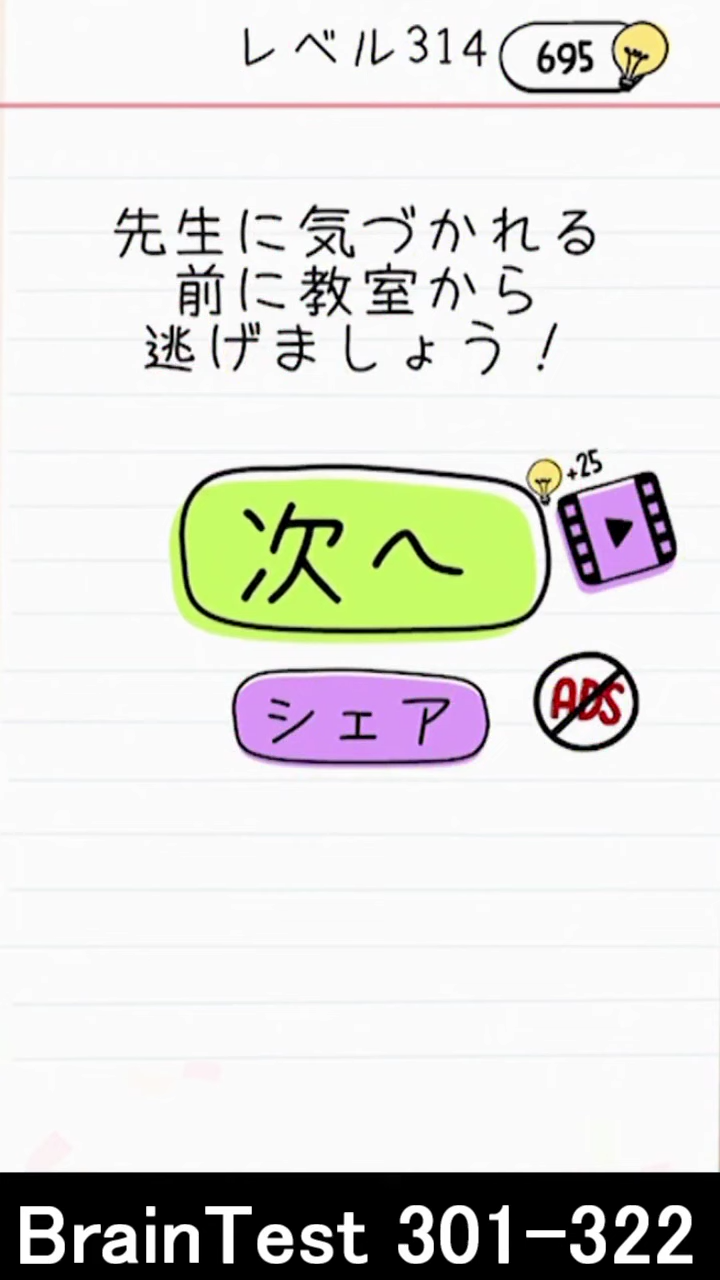 レベル314
695
先生に気づかれる
前に教室から
逃げましょう!
+25
次へ
シェア
ADS
BrainTest 301-322